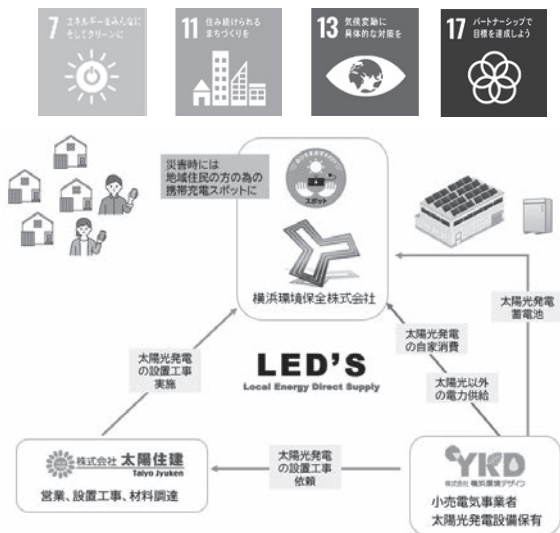 7 エネルギーをみんなに
そしてクリーンに
11 住み続けられる
まちづくりを
13 気候変動に
具体的な対策を
17 パートナーシップで
目標を達成しよう
災害時には
地域住民の方の為の
携帯充電スポットに
スポット
横浜環境保全株式会社
太陽光発電
蓄電池
太陽光発電
の自家消費
太陽光発電
の設置工事
実施
LED'S
Local Energy Direct Supply
太陽光以外
の電力供給
株式会社 太陽住建
Taiyo Jyuken
営業、設置工事、材料調達
太陽光発電
の設置工事
依頼
YKD
株式会社 横浜環境デザイン
小売電気事業者
太陽光発電設備保有